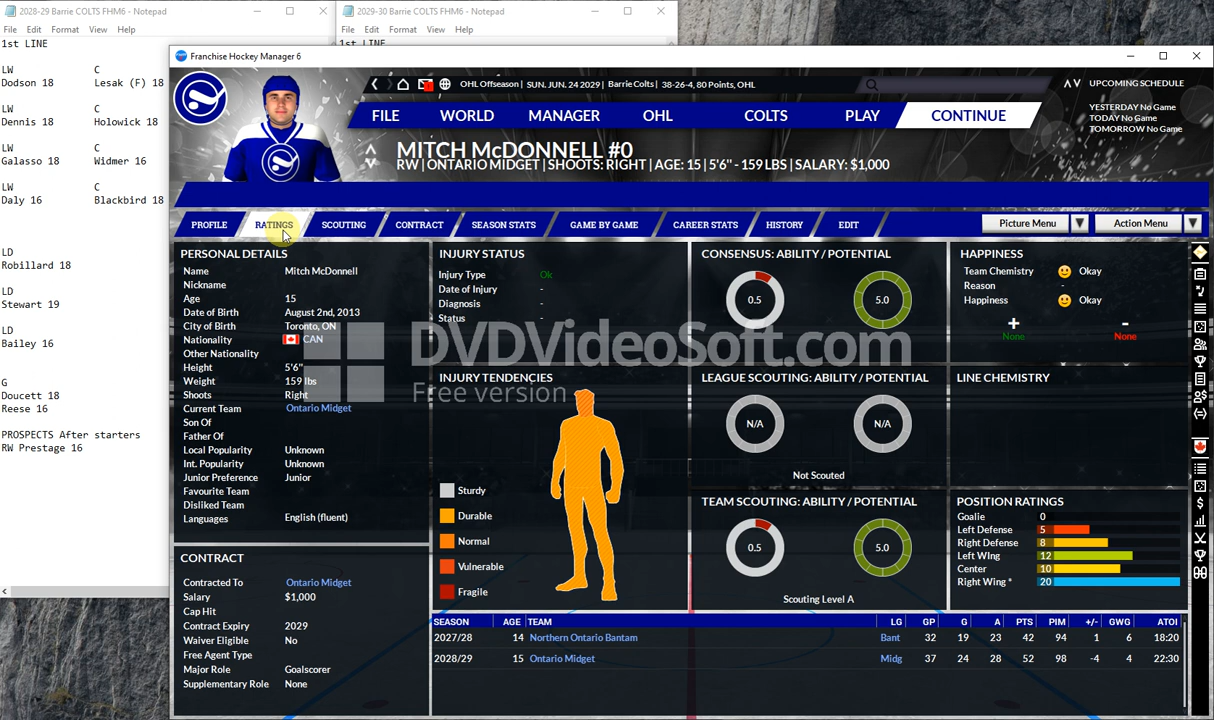 2028-29 Barrie COLTS FHM6 - Notepad
File Edit Format View Help
1st LINE
LW C
Dodson 18 Lesak (F) 18
LW C
Dennis 18 Holowick 18
LW C
Galasso 18 Widmer 16
LW C
Daly 16 Blackbird 18
LD
Robillard 18
LD
Stewart 19
LD
Bailey 16
G
Doucett 18
Reese 16
PROSPECTS After starters
RW Prestage 16
2029-30 Barrie COLTS FHM6 - Notepad
File Edit Format View Help
1st LINE
Franchise Hockey Manager 6
OHL Offseason | SUN. JUN. 24 2029 | Barrie Colts | 38-26-4, 80 Points, OHL
FILE WORLD MANAGER OHL COLTS PLAY CONTINUE
UPCOMING SCHEDULE
YESTERDAY No Game
TODAY No Game
TOMORROW No Game
MITCH McDONNELL #0
RW | ONTARIO MIDGET | SHOOTS: RIGHT | AGE: 15 | 5'6" - 159 LBS | SALARY: $1,000
PROFILE RATINGS SCOUTING CONTRACT SEASON STATS GAME BY GAME CAREER STATS HISTORY EDIT Picture Menu Action Menu
PERSONAL DETAILS
Name Mitch McDonnell
Nickname
Age 15
Date of Birth August 2nd, 2013
City of Birth Toronto, ON
Nationality CAN
Other Nationality
Height 5'6"
Weight 159 lbs
Shoots Right
Current Team Ontario Midget
Son Of
Father Of
Local Popularity Unknown
Int. Popularity Unknown
Junior Preference Junior
Favourite Team
Disliked Team
Languages English (fluent)
CONTRACT
Contracted To Ontario Midget
Salary $1,000
Cap Hit
Contract Expiry 2029
Waiver Eligible No
Free Agent Type
Major Role Goalscorer
Supplementary Role None
INJURY STATUS
Injury Type Ok
Date of Injury -
Diagnosis -
Status -
INJURY TENDENCIES
Sturdy
Durable
Normal
Vulnerable
Fragile
CONSENSUS: ABILITY / POTENTIAL
0.5 5.0
LEAGUE SCOUTING: ABILITY / POTENTIAL
N/A N/A
Not Scouted
TEAM SCOUTING: ABILITY / POTENTIAL
0.5 5.0
Scouting Level A
HAPPINESS
Team Chemistry Okay
Reason -
Happiness Okay
+ -
None None
LINE CHEMISTRY
POSITION RATINGS
Goalie 0
Left Defense 5
Right Defense 8
Left Wing 12
Center 10
Right Wing * 20
SEASON AGE TEAM LG GP G A PTS PIM +/- GWG ATOI
2027/28 14 Northern Ontario Bantam Bant 32 19 23 42 94 1 6 18:20
2028/29 15 Ontario Midget Midg 37 24 28 52 98 -4 4 22:30
DVDVideoSoft.com
Free version